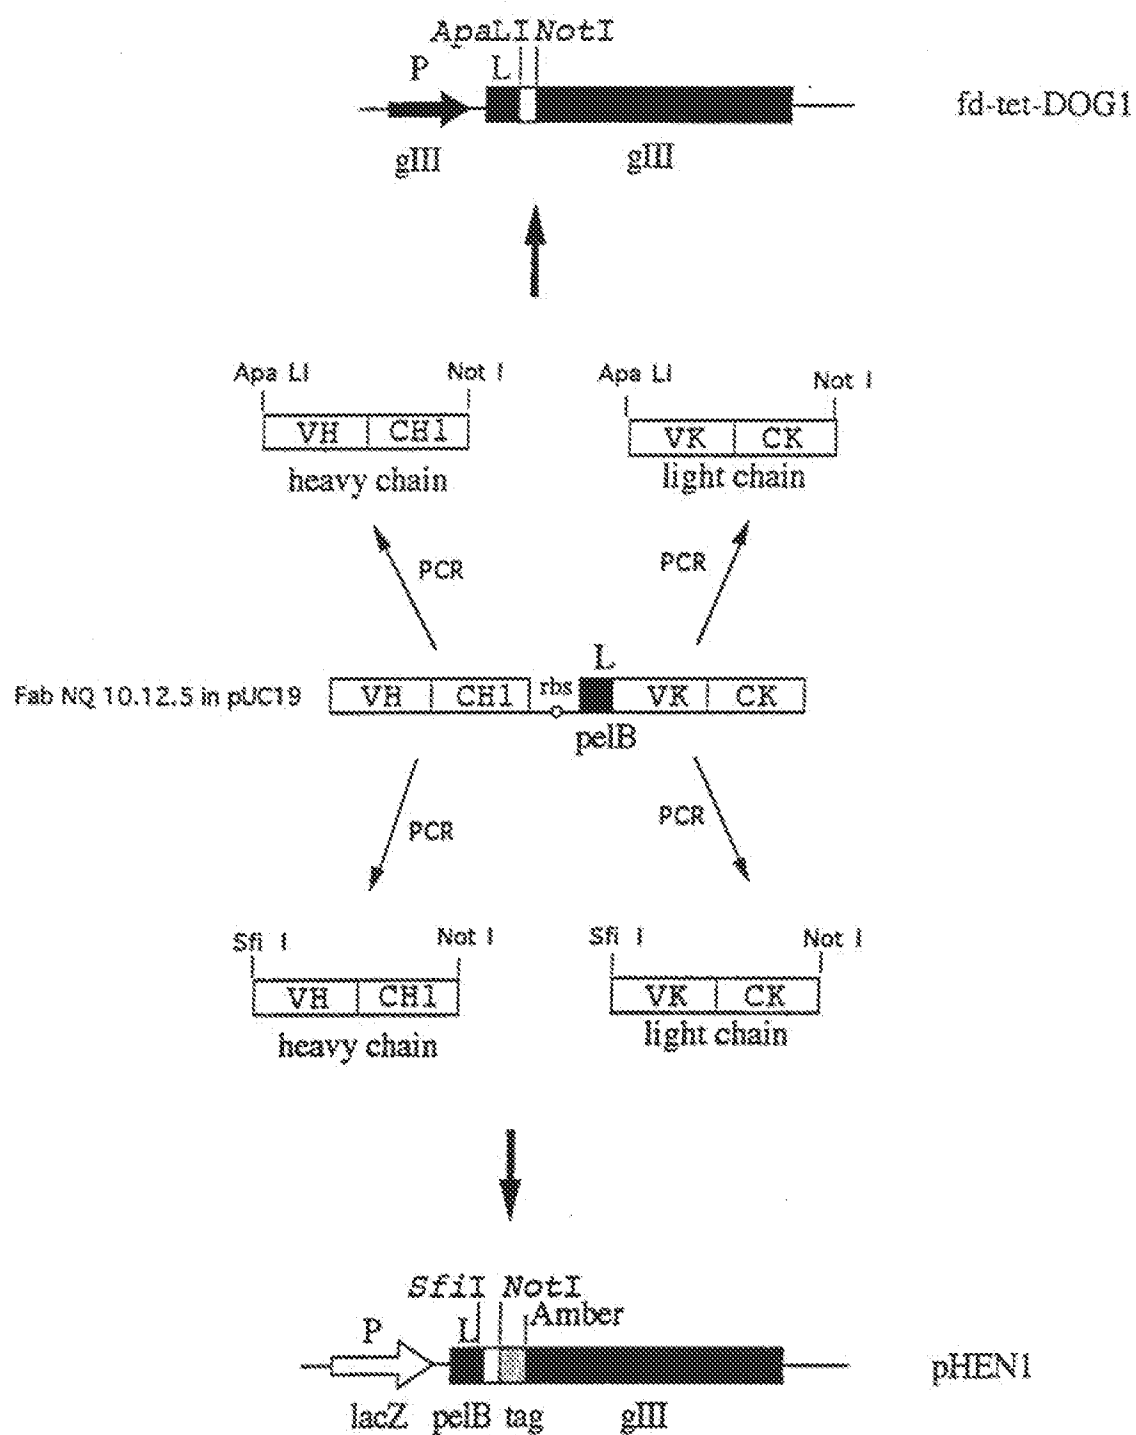 ApaLI NotI
P L
fd-tet-DOG1
gIII gIII
Apa LI Not I Apa LI Not I
VH CH1 VK CK
heavy chain light chain
PCR PCR
L
Fab NQ 10.12.5 in pUC19 VH CH1 rbs VK CK
pelB
PCR PCR
Sfi I Not I Sfi I Not I
VH CH1 VK CK
heavy chain light chain
SfiI NotI
P L Amber
pHEN1
lacZ pelB tag gIII